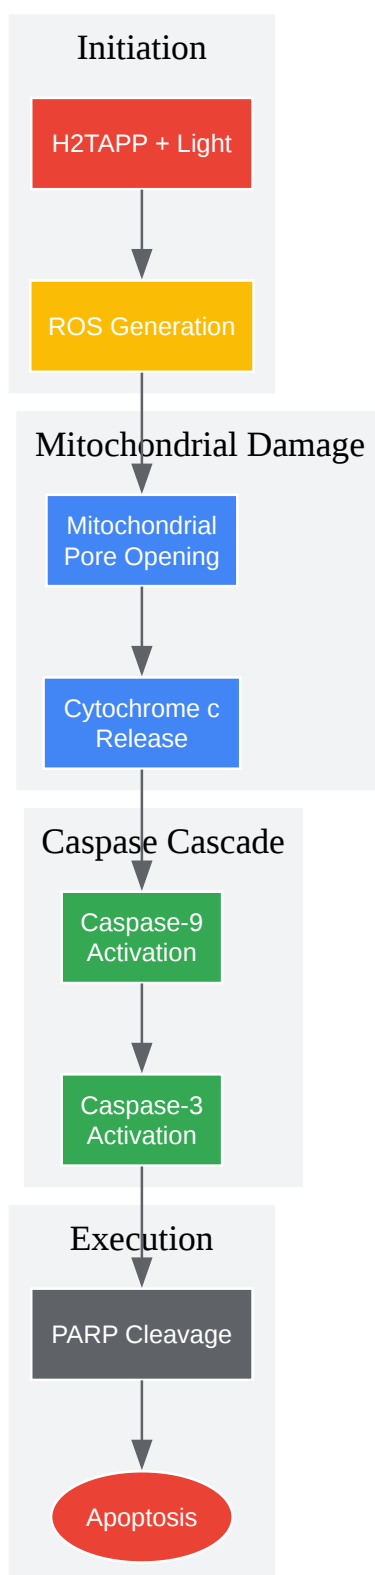 Initiation
H2TAPP + Light
ROS Generation
Mitochondrial Damage
Mitochondrial
Pore Opening
Cytochrome c
Release
Caspase Cascade
Caspase-9
Activation
Caspase-3
Activation
Execution
PARP Cleavage
Apoptosis